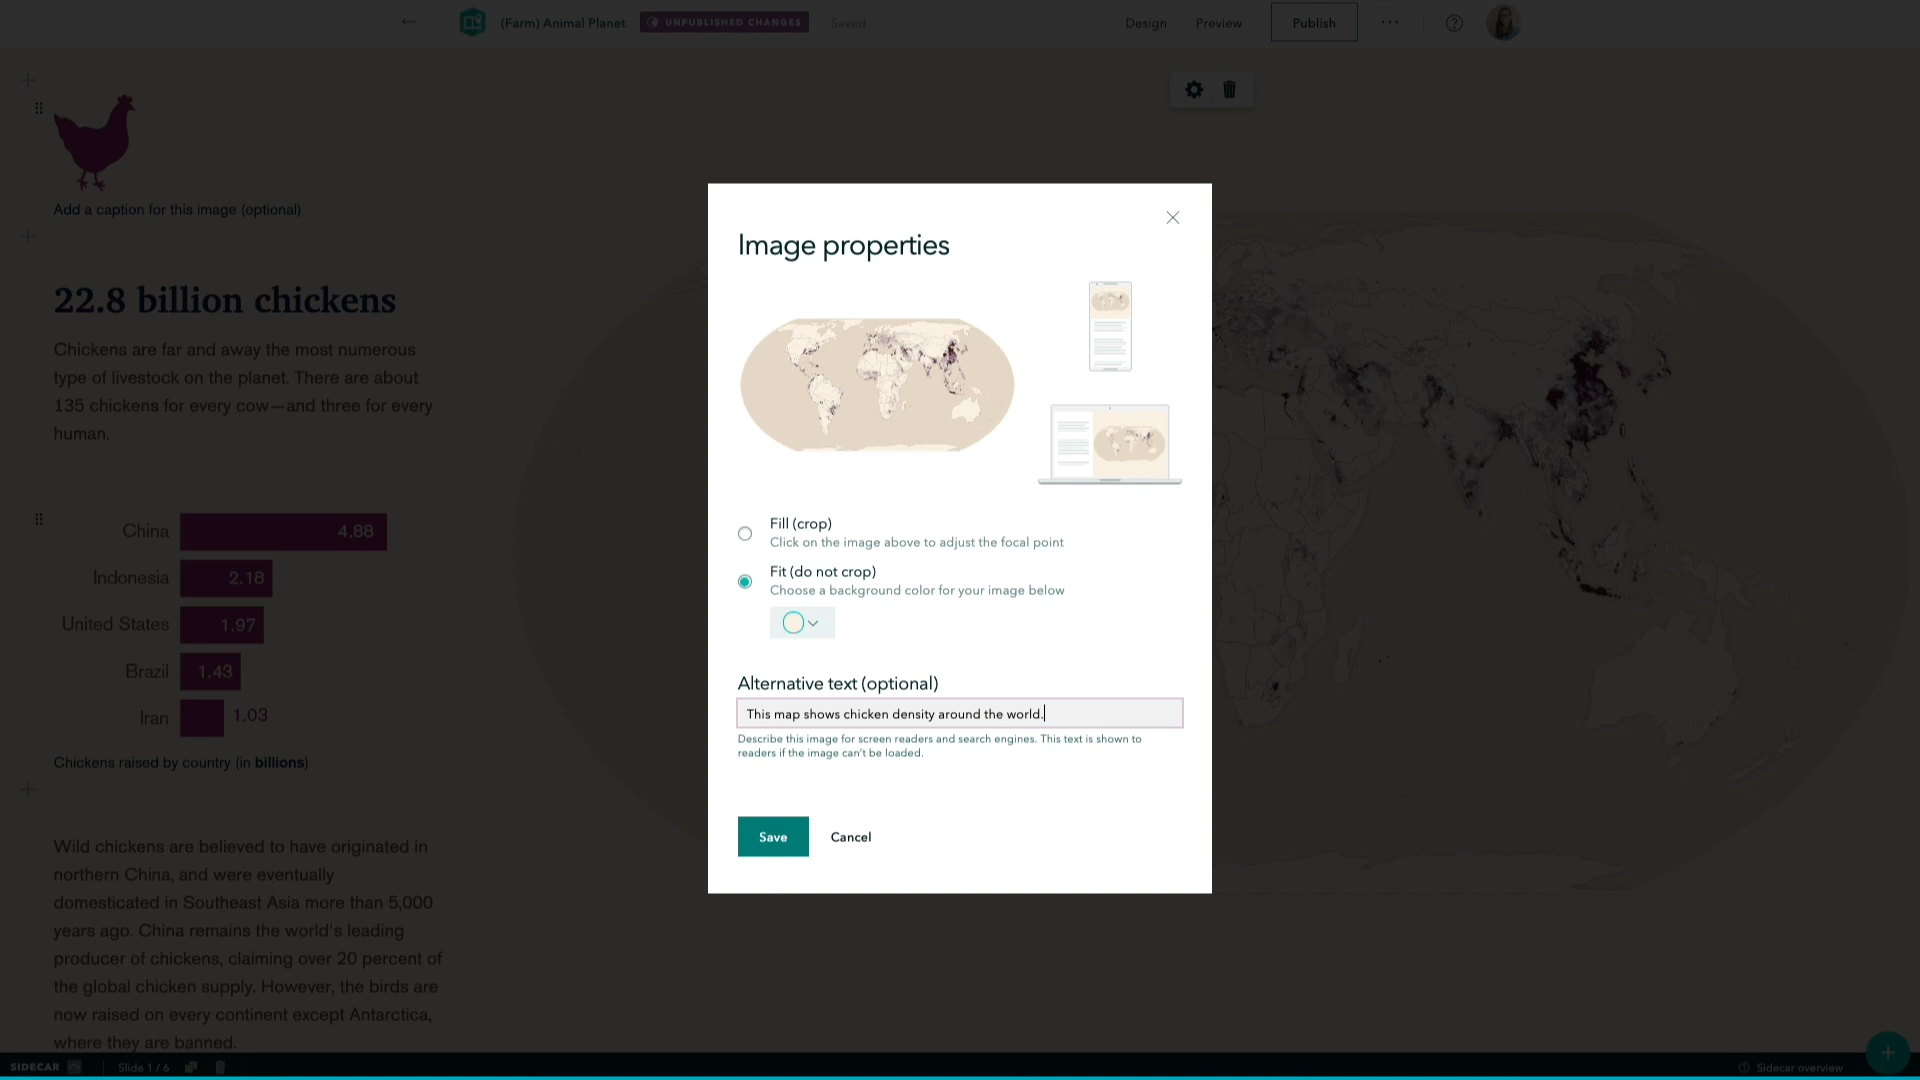 (Farm) Animal Planet
UNPUBLISHED CHANGES
Saved
Design
Preview
Publish
Add a caption for this image (optional)
22.8 billion chickens
Chickens are far and away the most numerous
type of livestock on the planet. There are about
135 chickens for every cow—and three for every
human.
China 4.88
Indonesia 2.18
United States 1.97
Brazil 1.43
Iran 1.03
Chickens raised by country (in billions)
Wild chickens are believed to have originated in
northern China, and were eventually
domesticated in Southeast Asia more than 5,000
years ago. China remains the world's leading
producer of chickens, claiming over 20 percent of
the global chicken supply. However, the birds are
now raised on every continent except Antarctica,
where they are banned.
Image properties
Fill (crop)
Click on the image above to adjust the focal point
Fit (do not crop)
Choose a background color for your image below
Alternative text (optional)
This map shows chicken density around the world.
Describe this image for screen readers and search engines. This text is shown to
readers if the image can't be loaded.
Save
Cancel
SIDECAR
Slide 1 / 6
Sidecar overview